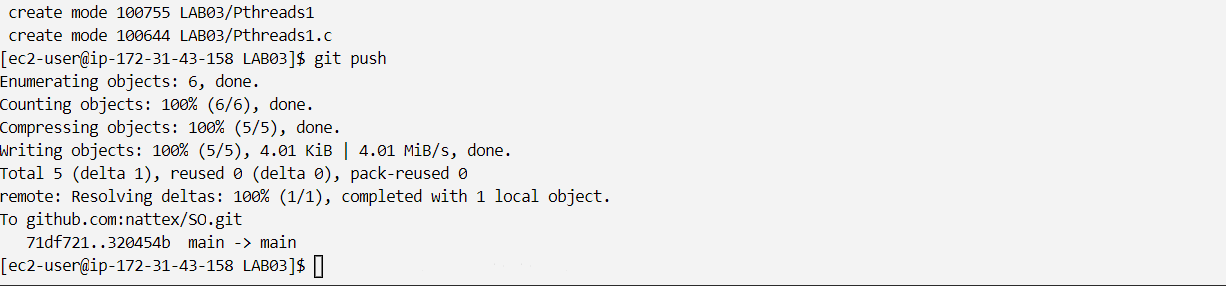 create mode 100755 LAB03/Pthreads1
create mode 100644 LAB03/Pthreads1.c
[ec2-user@ip-172-31-43-158 LAB03]$ git push
Enumerating objects: 6, done.
Counting objects: 100% (6/6), done.
Compressing objects: 100% (5/5), done.
Writing objects: 100% (5/5), 4.01 KiB | 4.01 MiB/s, done.
Total 5 (delta 1), reused 0 (delta 0), pack-reused 0
remote: Resolving deltas: 100% (1/1), completed with 1 local object.
To github.com:nattex/SO.git
   71df721..320454b  main -> main
[ec2-user@ip-172-31-43-158 LAB03]$